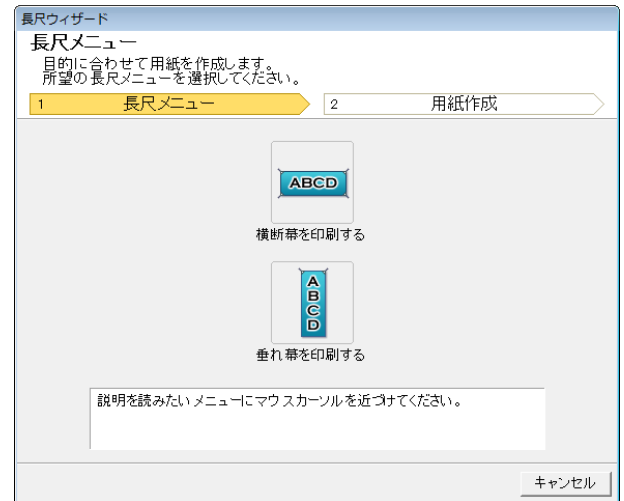 長尺ウィザード
長尺メニュー
目的に合わせて用紙を作成します。
所望の長尺メニューを選択してください。
1 長尺メニュー 2 用紙作成
ABCD
横断幕を印刷する
A
B
C
D
垂れ幕を印刷する
説明を読みたいメニューにマウスカーソルを近づけてください。
キャンセル